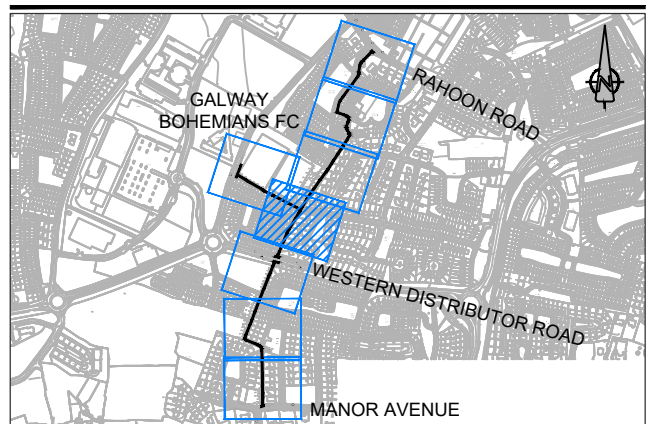 RAHOON ROAD
GALWAY
BOHEMIANS FC
N
WESTERN DISTRIBUTOR ROAD
MANOR AVENUE